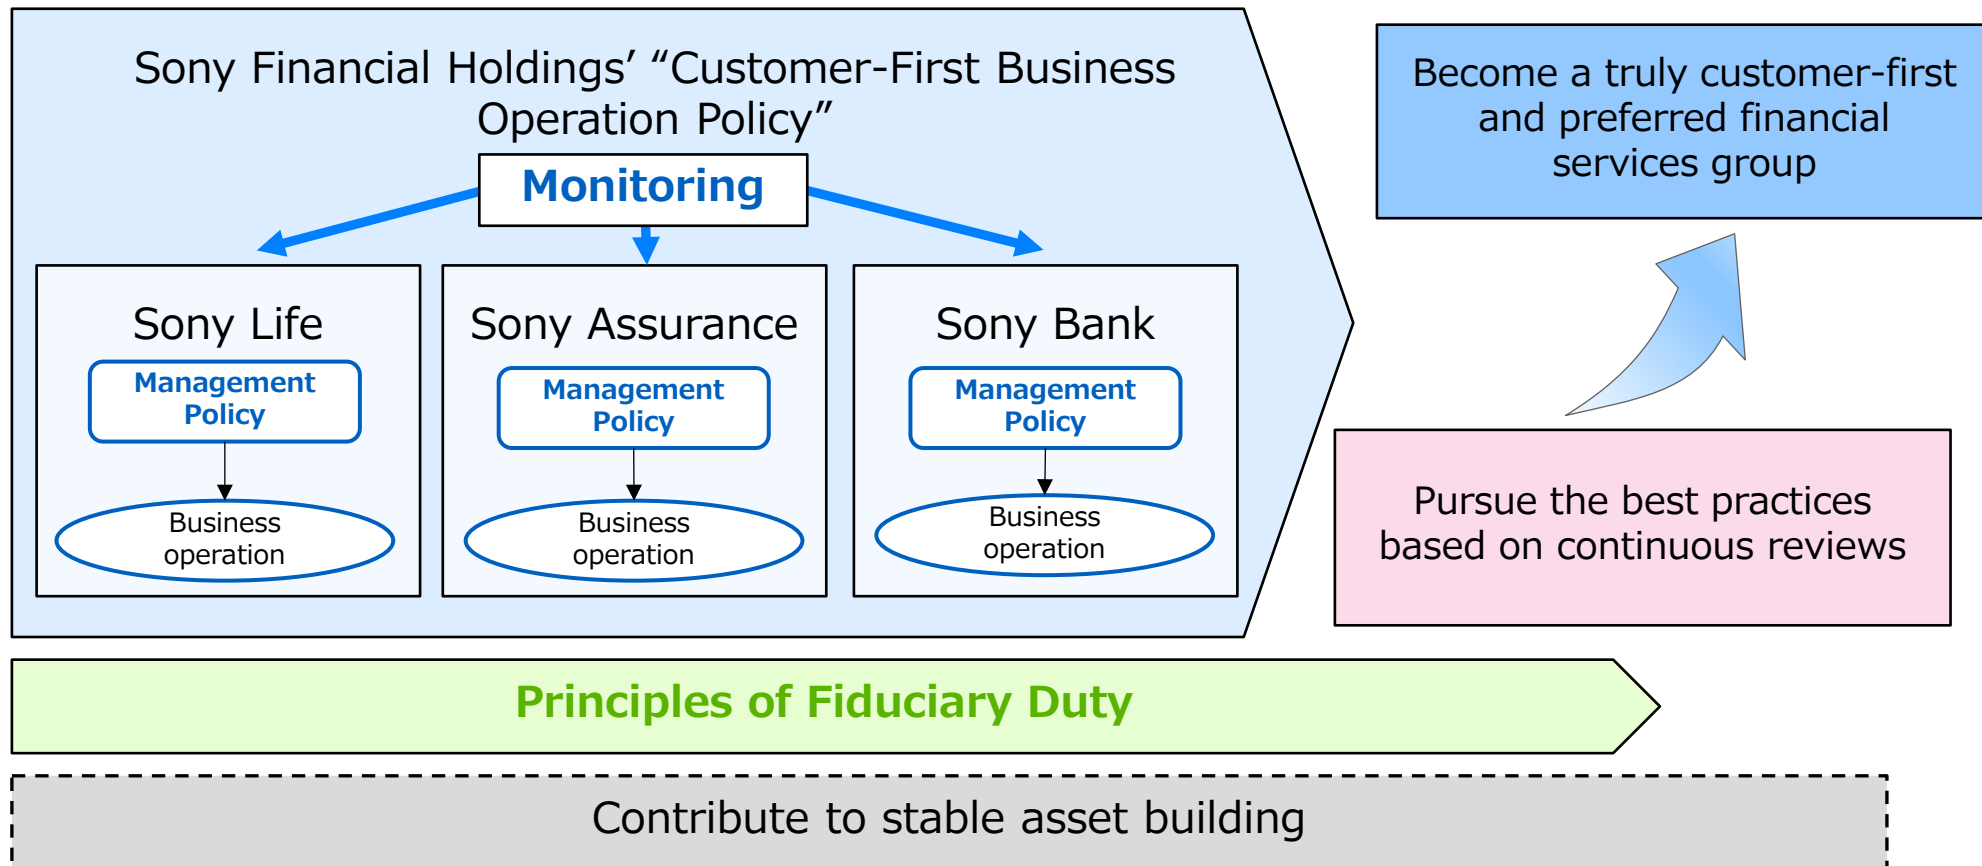 Sony Financial Holdings’ “Customer-First Business
Operation Policy”
Monitoring
Sony Life
Management
Policy
Business
operation
Sony Assurance
Management
Policy
Business
operation
Sony Bank
Management
Policy
Business
operation
Become a truly customer-first
and preferred financial
services group
Pursue the best practices
based on continuous reviews
Principles of Fiduciary Duty
Contribute to stable asset building